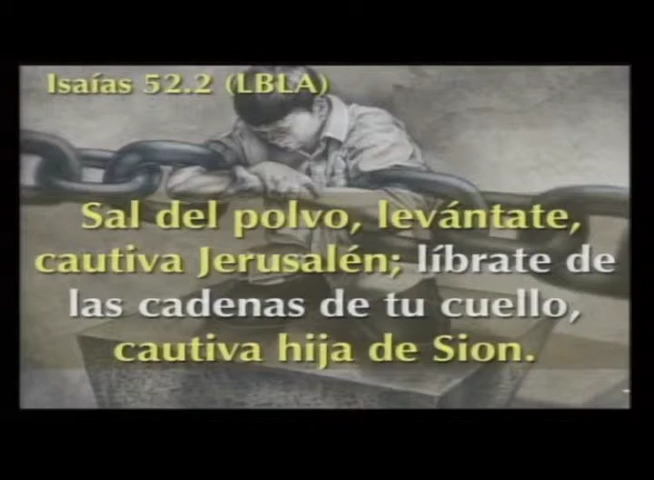 Isaías 52.2 (LBLA)
Sal del polvo, levántate,
cautiva Jerusalén; líbrate de
las cadenas de tu cuello,
cautiva hija de Sion.